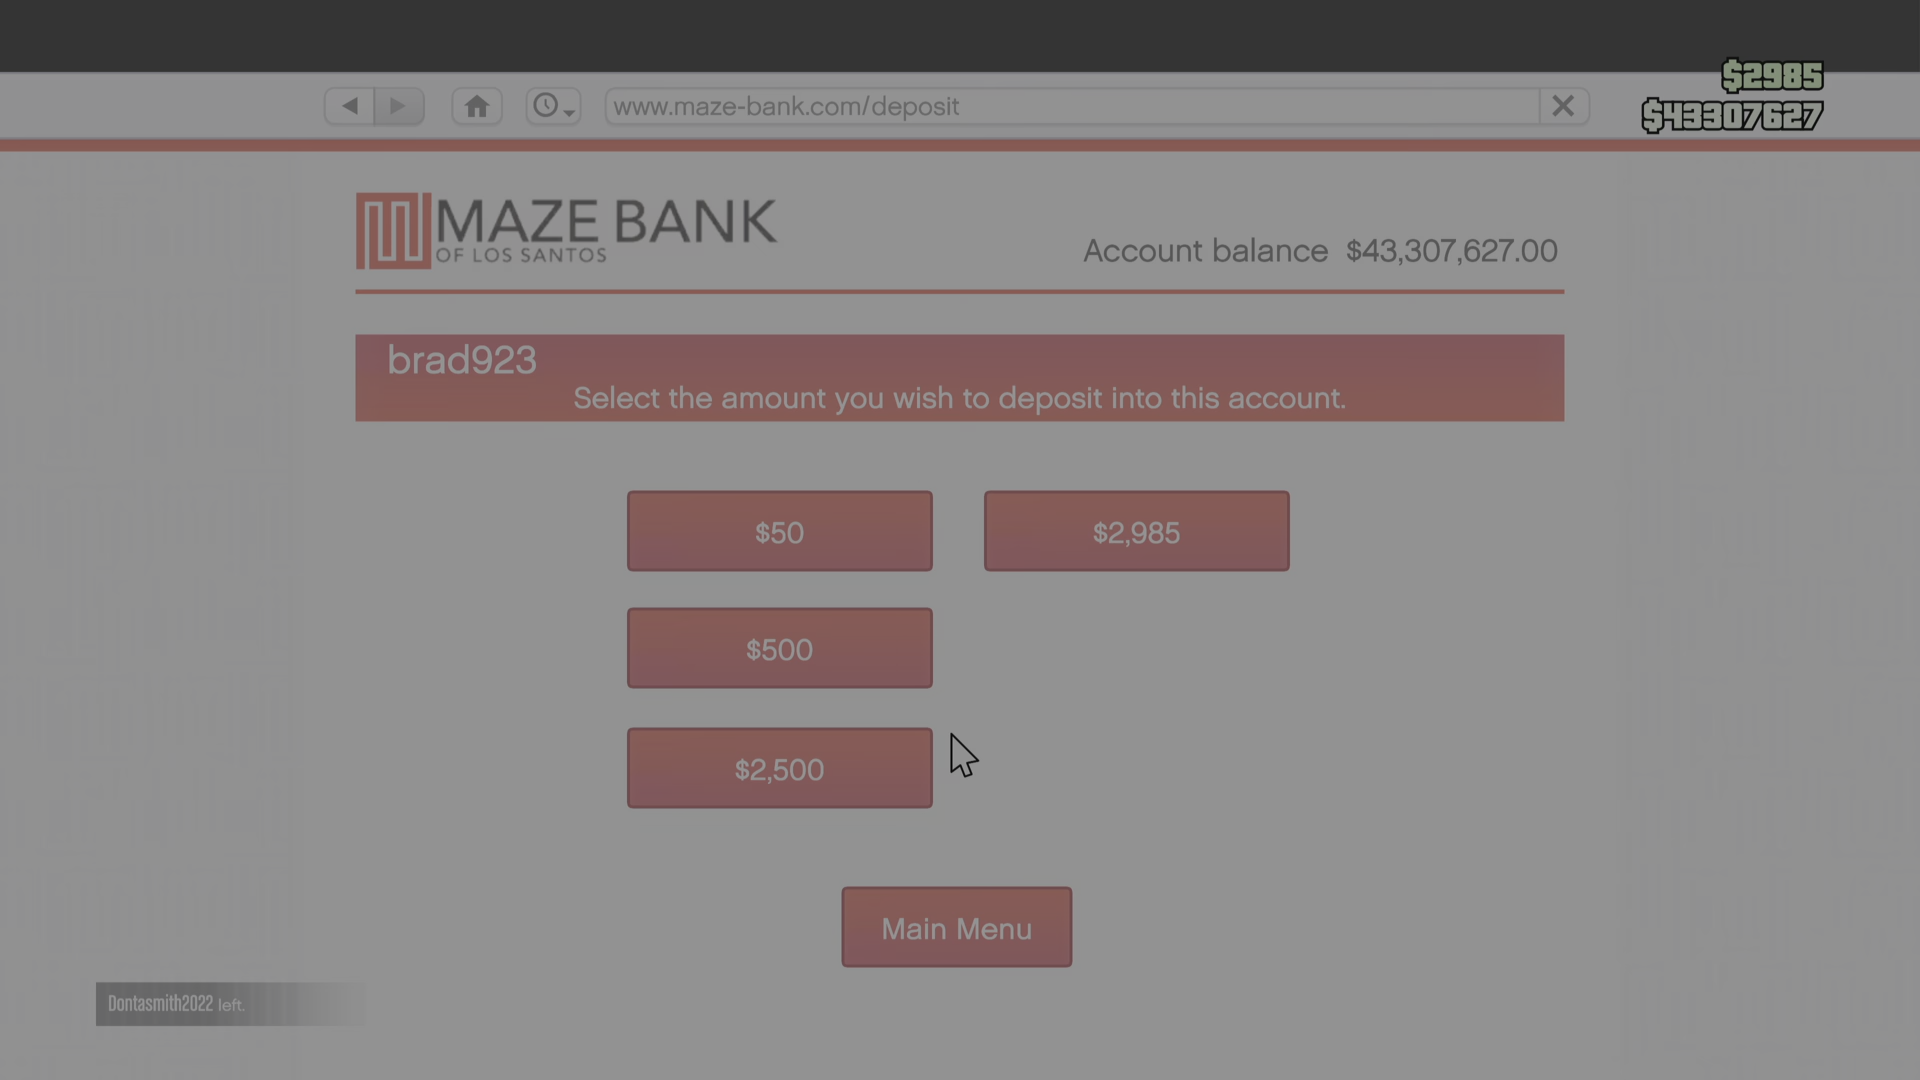 $2985
www.maze-bank.com/deposit
$43307627
MAZE BANK
OF LOS SANTOS
Account balance $43,307,627.00
brad923
Select the amount you wish to deposit into this account.
$50
$2,985
$500
$2,500
Main Menu
Dontasmith2022 left.